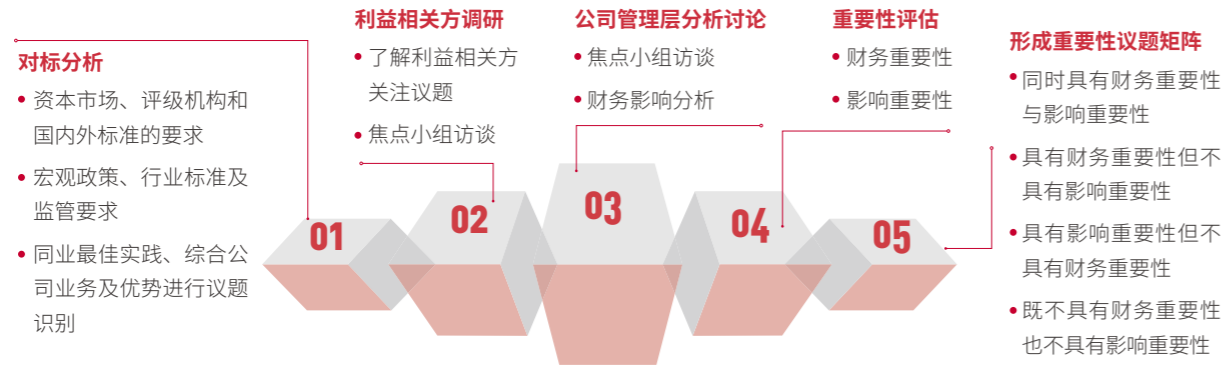 对标分析
• 资本市场、评级机构和
国内外标准的要求
• 宏观政策、行业标准及
监管要求
• 同业最佳实践、综合公
司业务及优势进行议题
识别
01
利益相关方调研
• 了解利益相关方
关注议题
• 焦点小组访谈
02
公司管理层分析讨论
• 焦点小组访谈
• 财务影响分析
03
重要性评估
• 财务重要性
• 影响重要性
04
形成重要性议题矩阵
• 同时具有财务重要性
与影响重要性
• 具有财务重要性但不
具有影响重要性
• 具有影响重要性但不
具有财务重要性
• 既不具有财务重要性
也不具有影响重要性
05